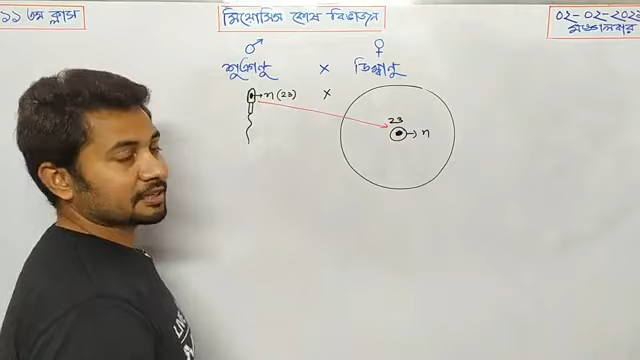 ১১ তম ক্লাস
মিয়োসিস কোষ বিভাজন
০২-০২-২০২
মঙ্গলবার
♂ ♀
শুক্রানু × ডিম্বানু
→ n (23) ×
23
→ n